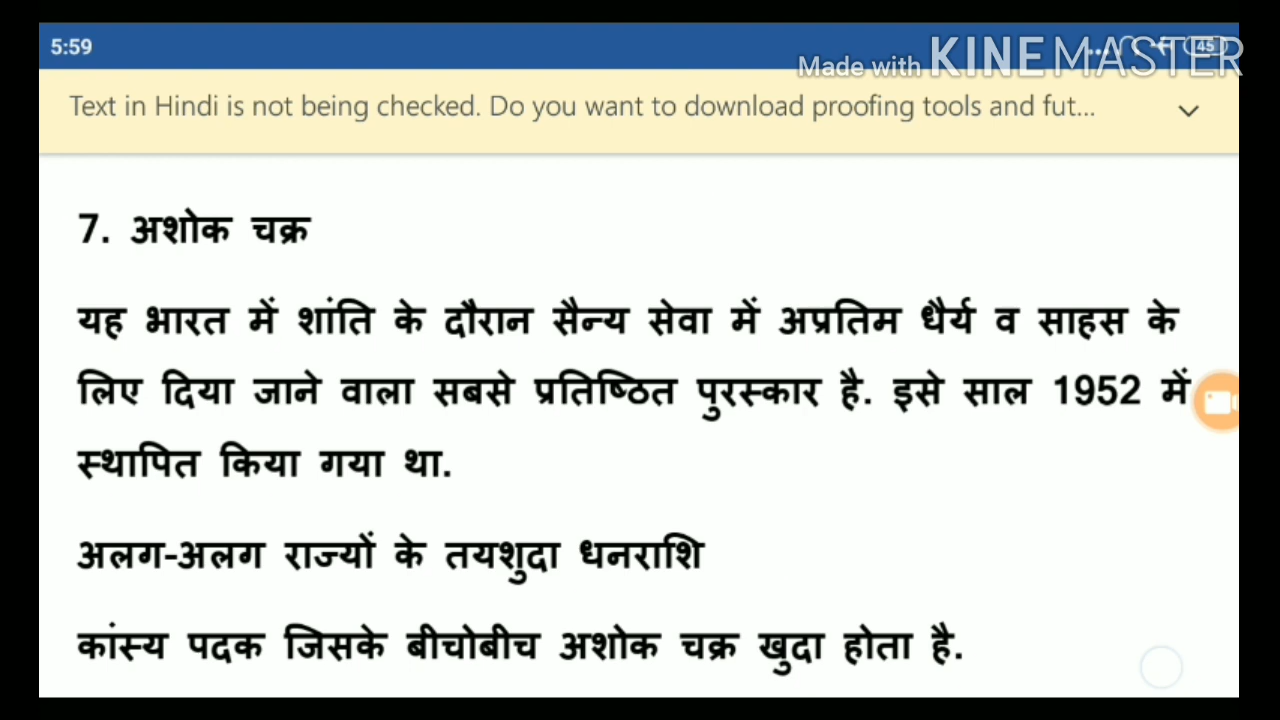 5:59
Made with KINEMASTER
45
Text in Hindi is not being checked. Do you want to download proofing tools and fut...
7. अशोक चक्र
यह भारत में शांति के दौरान सैन्य सेवा में अप्रतिम धैर्य व साहस के
लिए दिया जाने वाला सबसे प्रतिष्ठित पुरस्कार है. इसे साल 1952 में
स्थापित किया गया था.
अलग-अलग राज्यों के तयशुदा धनराशि
कांस्य पदक जिसके बीचोबीच अशोक चक्र खुदा होता है.